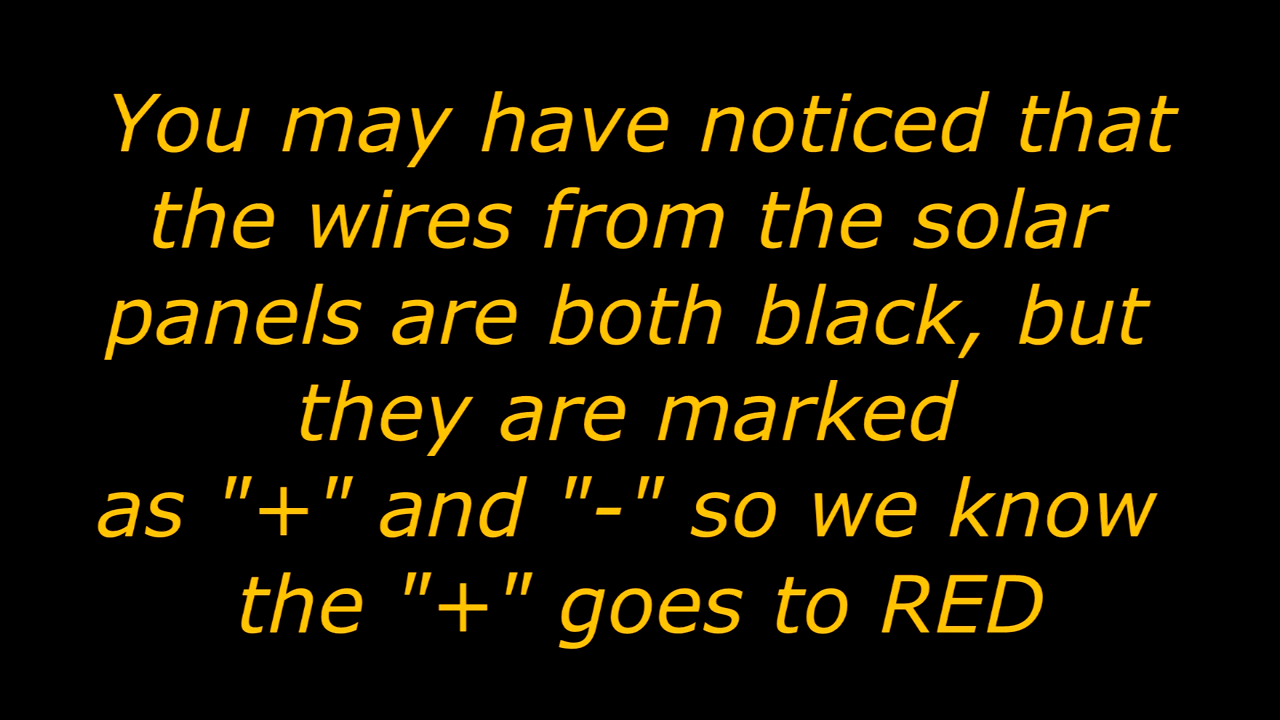 You may have noticed that
the wires from the solar
panels are both black, but
they are marked
as "+" and "-" so we know
the "+" goes to RED